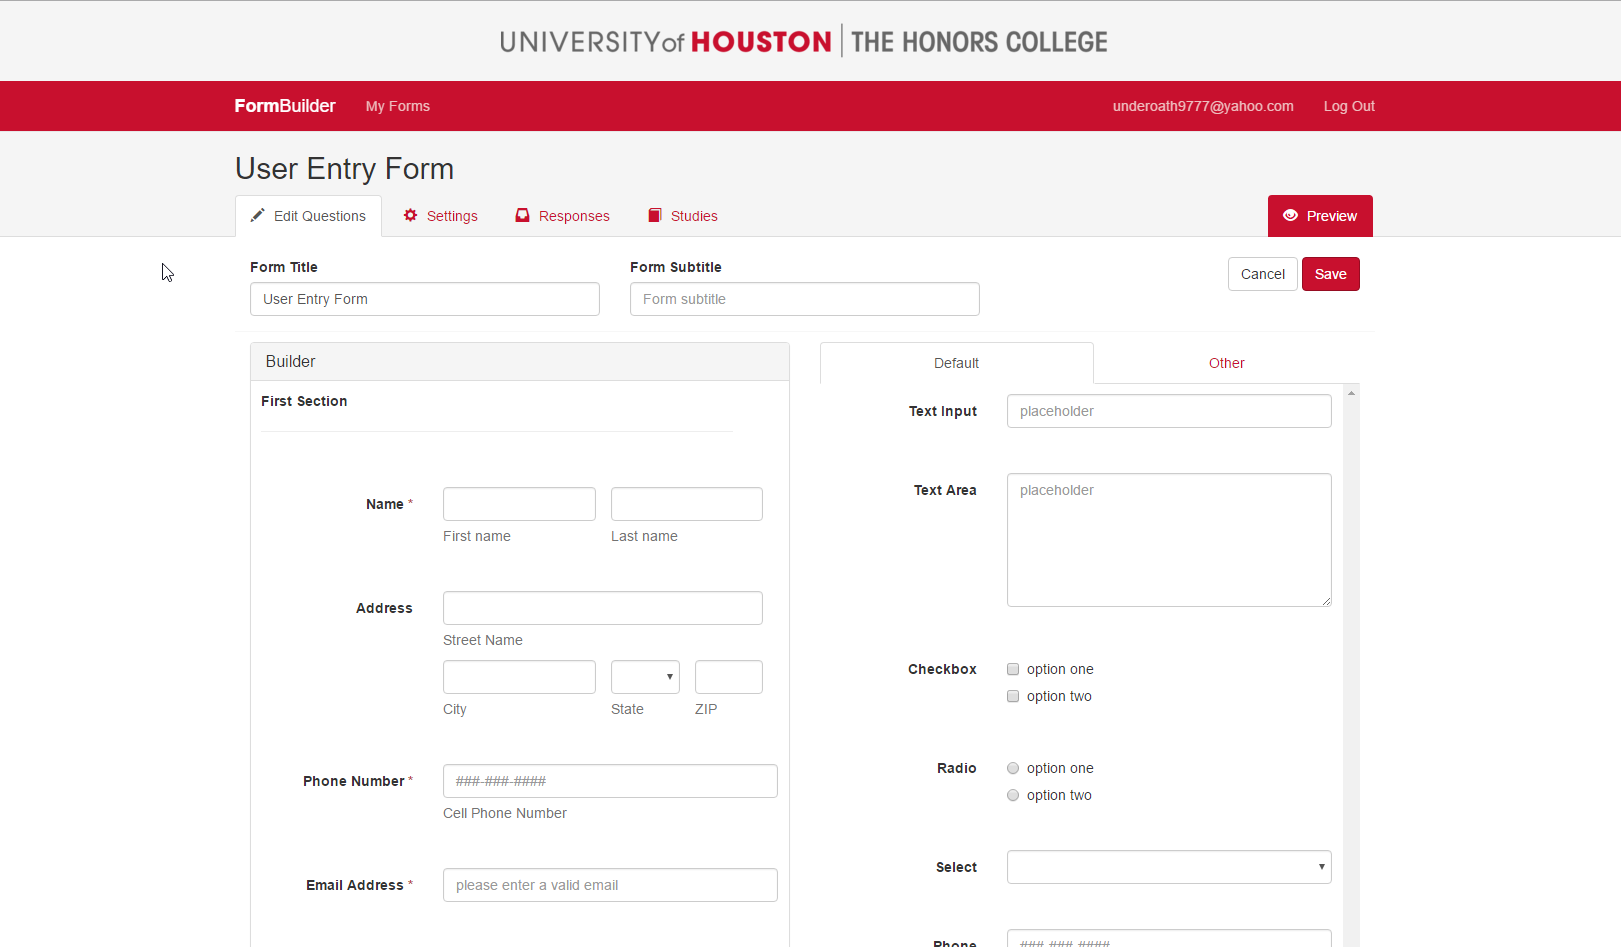 UNIVERSITY of HOUSTON | THE HONORS COLLEGE
FormBuilder My Forms underoath9777@yahoo.com Log Out
User Entry Form
Edit Questions Settings Responses Studies Preview
Form Title Form Subtitle Cancel Save
User Entry Form Form subtitle
Builder
First Section
Name *
First name Last name
Address
Street Name
City State ZIP
Phone Number * ###-###-####
Cell Phone Number
Email Address * please enter a valid email
Default Other
Text Input placeholder
Text Area placeholder
Checkbox option one
option two
Radio option one
option two
Select
Phone ###-###-####